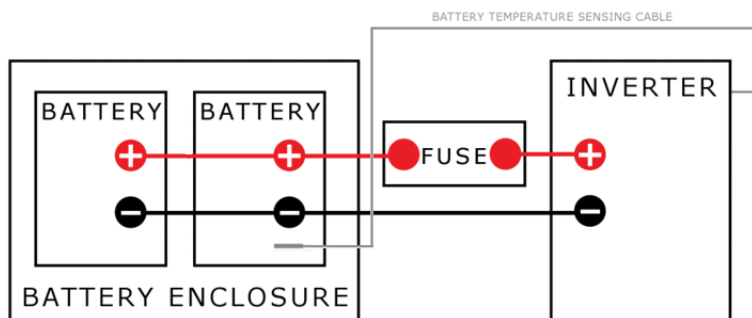 BATTERY TEMPERATURE SENSING CABLE
BATTERY
BATTERY
INVERTER
+
+
FUSE
+
-
-
-
BATTERY ENCLOSURE